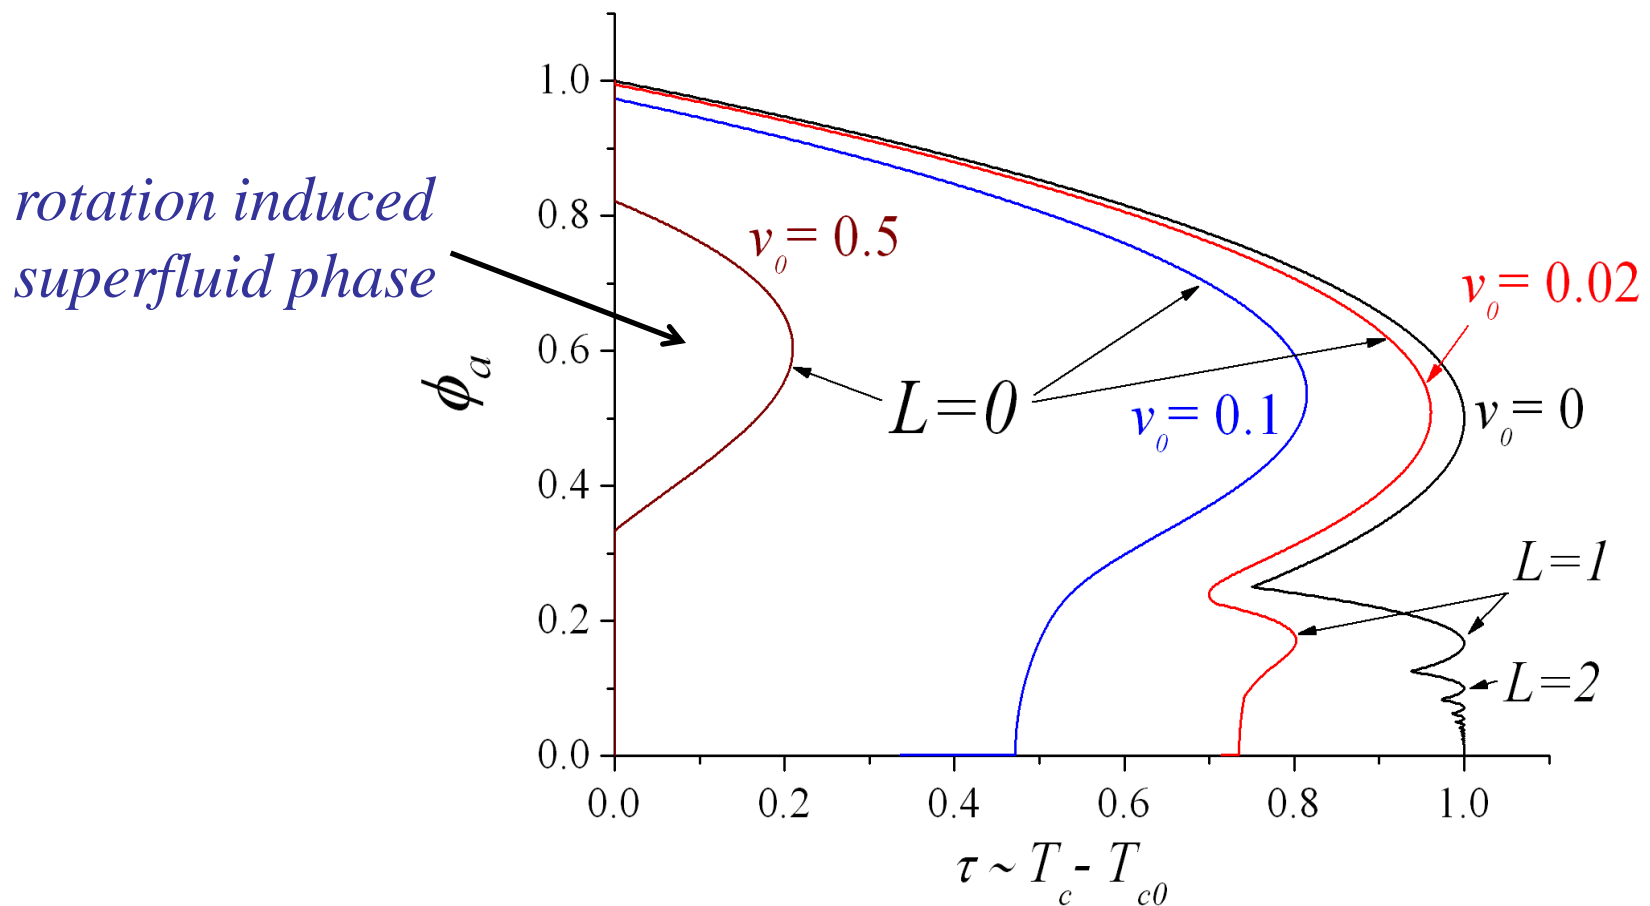 1.0
rotation induced
superfluid phase
0.8
v₀= 0.5
v₀= 0.02
0.6
ϕₐ
L=0
v₀= 0.1
v₀= 0
0.4
L=1
0.2
L=2
0.0
0.0 0.2 0.4 0.6 0.8 1.0
τ ~ T_c - T_c0